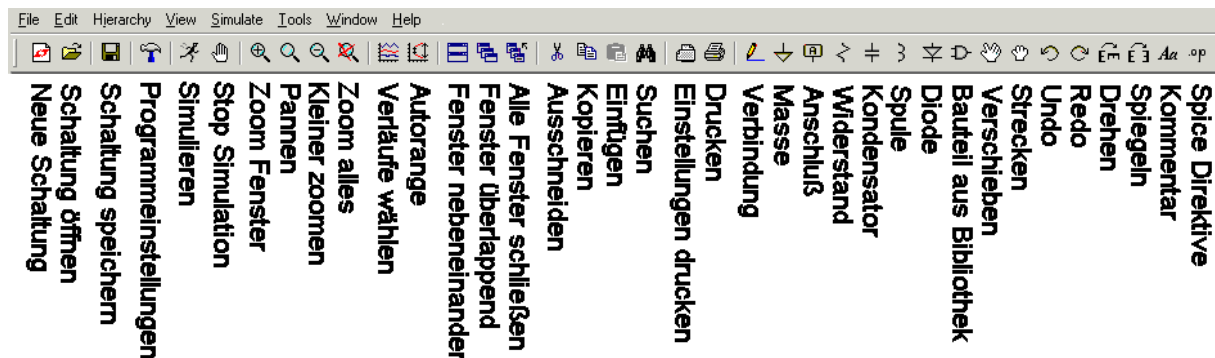 File Edit Hjerarchy View Simulate Tools Window Help
A Aa .op
Neue Schaltung
Schaltung öffnen
Schaltung speichern
Programmeinstellungen
Simulieren
Stop Simulation
Zoom Fenster
Pannen
Kleiner zoomen
Zoom alles
Verläufe wählen
Autorange
Fenster nebeneinander
Fenster überlappend
Alle Fenster schließen
Ausschneiden
Kopieren
Einfügen
Suchen
Einstellungen drucken
Drucken
Verbindung
Masse
Anschluß
Widerstand
Kondensator
Spule
Diode
Bauteil aus Bibliothek
Verschieben
Strecken
Undo
Redo
Drehen
Spiegeln
Kommentar
Spice Direktive